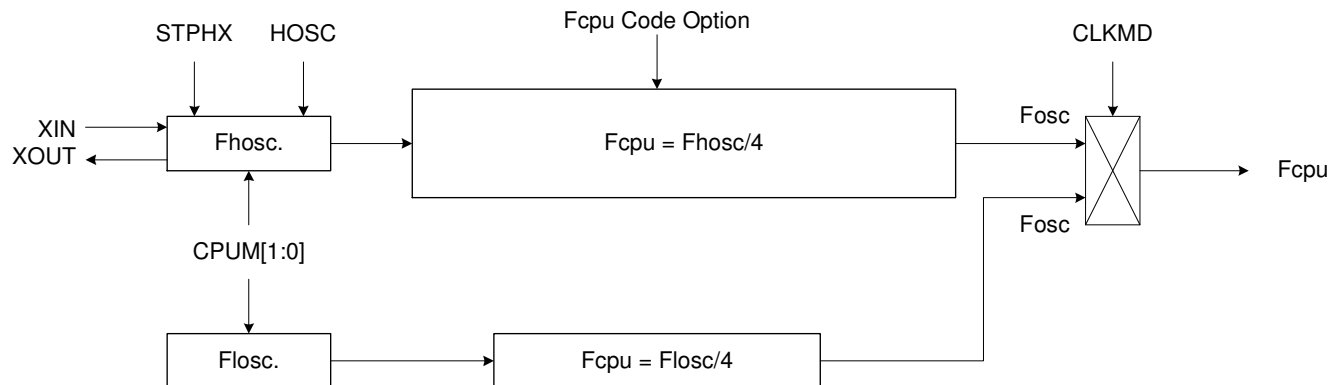 Fcpu Code Option
STPHX HOSC CLKMD
XIN
XOUT
Fhosc.
Fcpu = Fhosc/4
Fosc
Fcpu
Fosc
CPUM[1:0]
Flosc.
Fcpu = Flosc/4